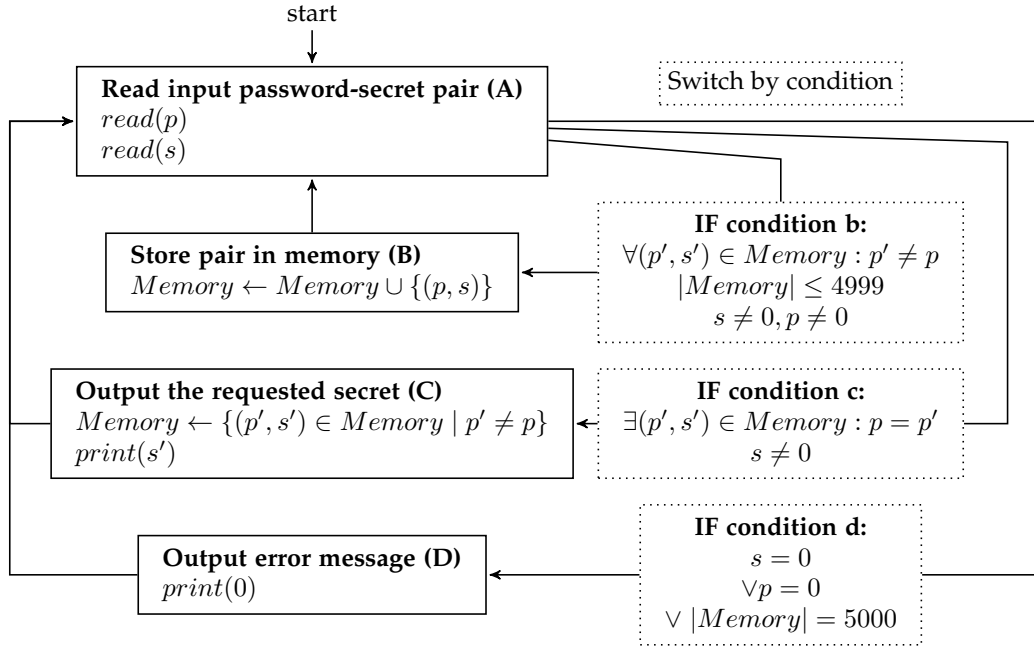 start
Read input password-secret pair (A)
read(p)
read(s)
Switch by condition
Store pair in memory (B)
Memory ← Memory ∪ {(p, s)}
IF condition b:
∀(p′, s′) ∈ Memory : p′ ≠ p
|Memory| ≤ 4999
s ≠ 0, p ≠ 0
Output the requested secret (C)
Memory ← {(p′, s′) ∈ Memory | p′ ≠ p}
print(s′)
IF condition c:
∃(p′, s′) ∈ Memory : p = p′
s ≠ 0
Output error message (D)
print(0)
IF condition d:
s = 0
∨p = 0
∨ |Memory| = 5000